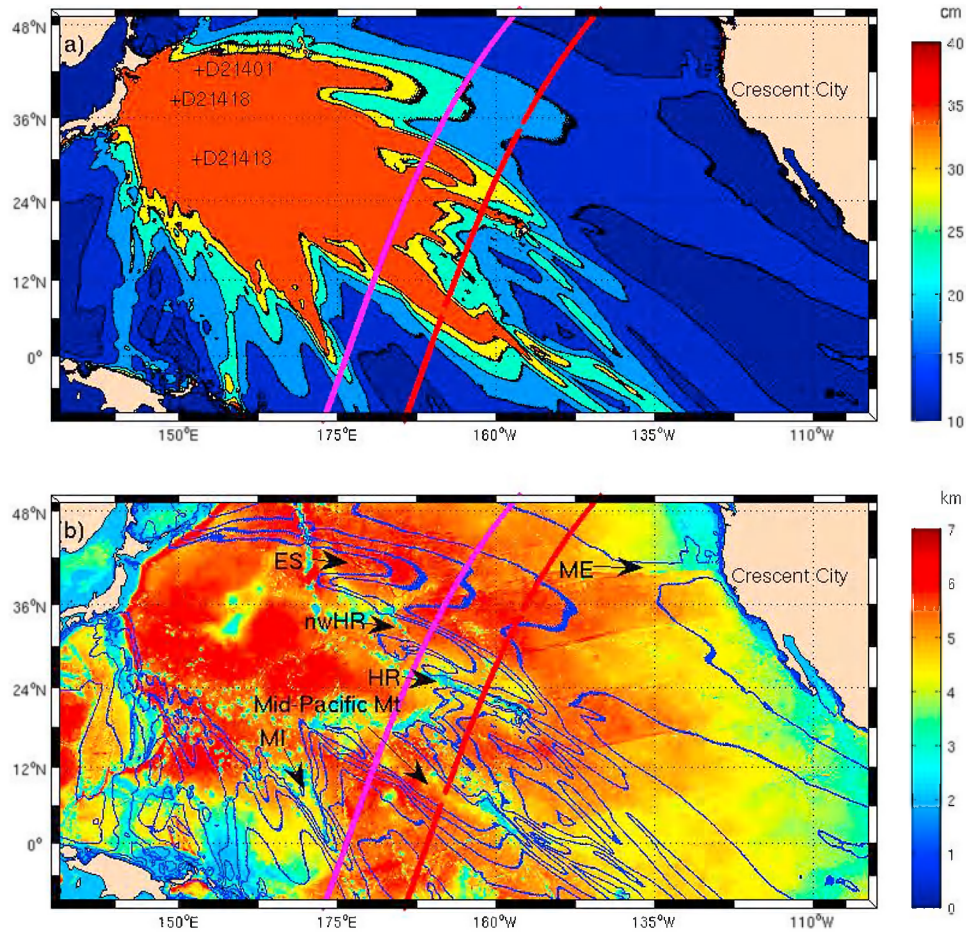 cm
48°N
a)
40
+D21401
Crescent City
35
+D21418
36°N
30
+D21413
24°N
25
12°N
20
0°
15
10
150°E
175°E
160°W
135°W
110°W
km
48°N
b)
7
ES
ME
6
Crescent City
36°N
nwHR
5
HR
24°N
4
Mid-Pacific Mt
MI
3
12°N
2
0°
1
0
150°E
175°E
160°W
135°W
110°W